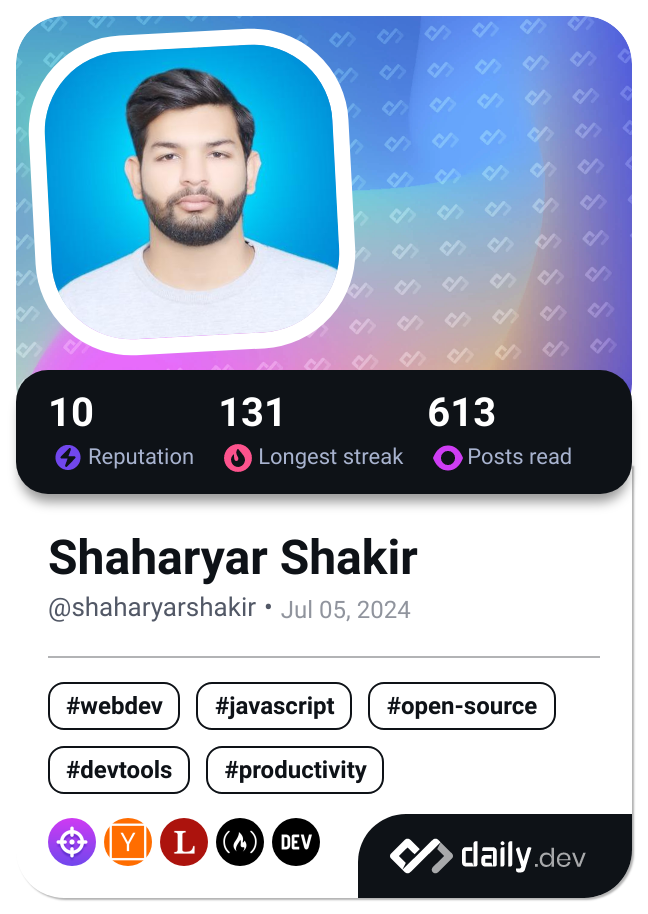 10 131 613
Reputation Longest streak Posts read
Shaharyar Shakir
@shaharyarshakir • Jul 05, 2024
#webdev #javascript #open-source
#devtools #productivity
Y L DEV
daily.dev